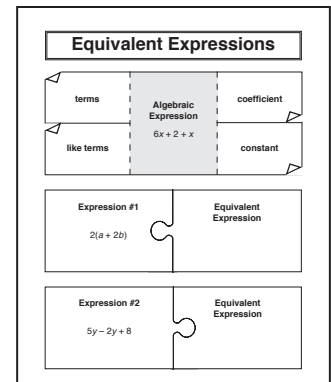 Equivalent Expressions
terms
Algebraic
Expression
6x + 2 + x
coefficient
like terms
constant
Expression #1
2(a + 2b)
Equivalent
Expression
Expression #2
5y – 2y + 8
Equivalent
Expression